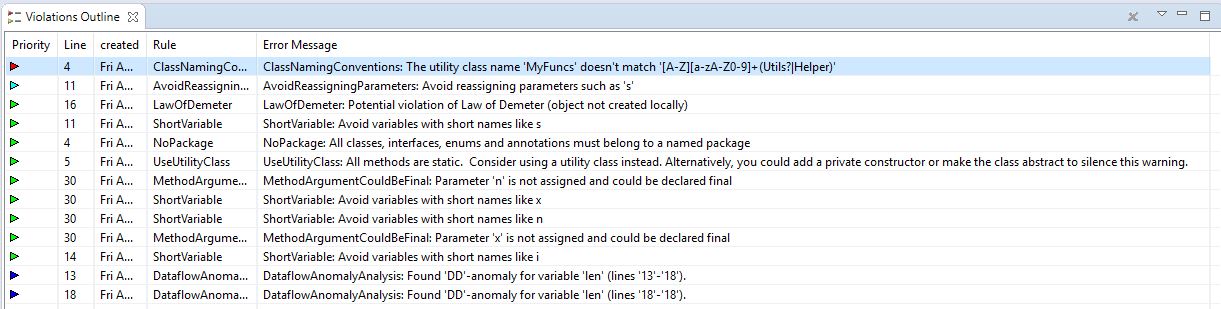 Violations Outline
Priority Line created Rule Error Message
4 Fri A... ClassNamingCo... ClassNamingConventions: The utility class name 'MyFuncs' doesn't match '[A-Z][a-zA-Z0-9]+(Utils?|Helper)'
11 Fri A... AvoidReassignin... AvoidReassigningParameters: Avoid reassigning parameters such as 's'
16 Fri A... LawOfDemeter LawOfDemeter: Potential violation of Law of Demeter (object not created locally)
11 Fri A... ShortVariable ShortVariable: Avoid variables with short names like s
4 Fri A... NoPackage NoPackage: All classes, interfaces, enums and annotations must belong to a named package
5 Fri A... UseUtilityClass UseUtilityClass: All methods are static.  Consider using a utility class instead. Alternatively, you could add a private constructor or make the class abstract to silence this warning.
30 Fri A... MethodArgume... MethodArgumentCouldBeFinal: Parameter 'n' is not assigned and could be declared final
30 Fri A... ShortVariable ShortVariable: Avoid variables with short names like x
30 Fri A... ShortVariable ShortVariable: Avoid variables with short names like n
30 Fri A... MethodArgume... MethodArgumentCouldBeFinal: Parameter 'x' is not assigned and could be declared final
14 Fri A... ShortVariable ShortVariable: Avoid variables with short names like i
13 Fri A... DataflowAnoma... DataflowAnomalyAnalysis: Found 'DD'-anomaly for variable 'len' (lines '13'-'18').
18 Fri A... DataflowAnoma... DataflowAnomalyAnalysis: Found 'DD'-anomaly for variable 'len' (lines '18'-'18').